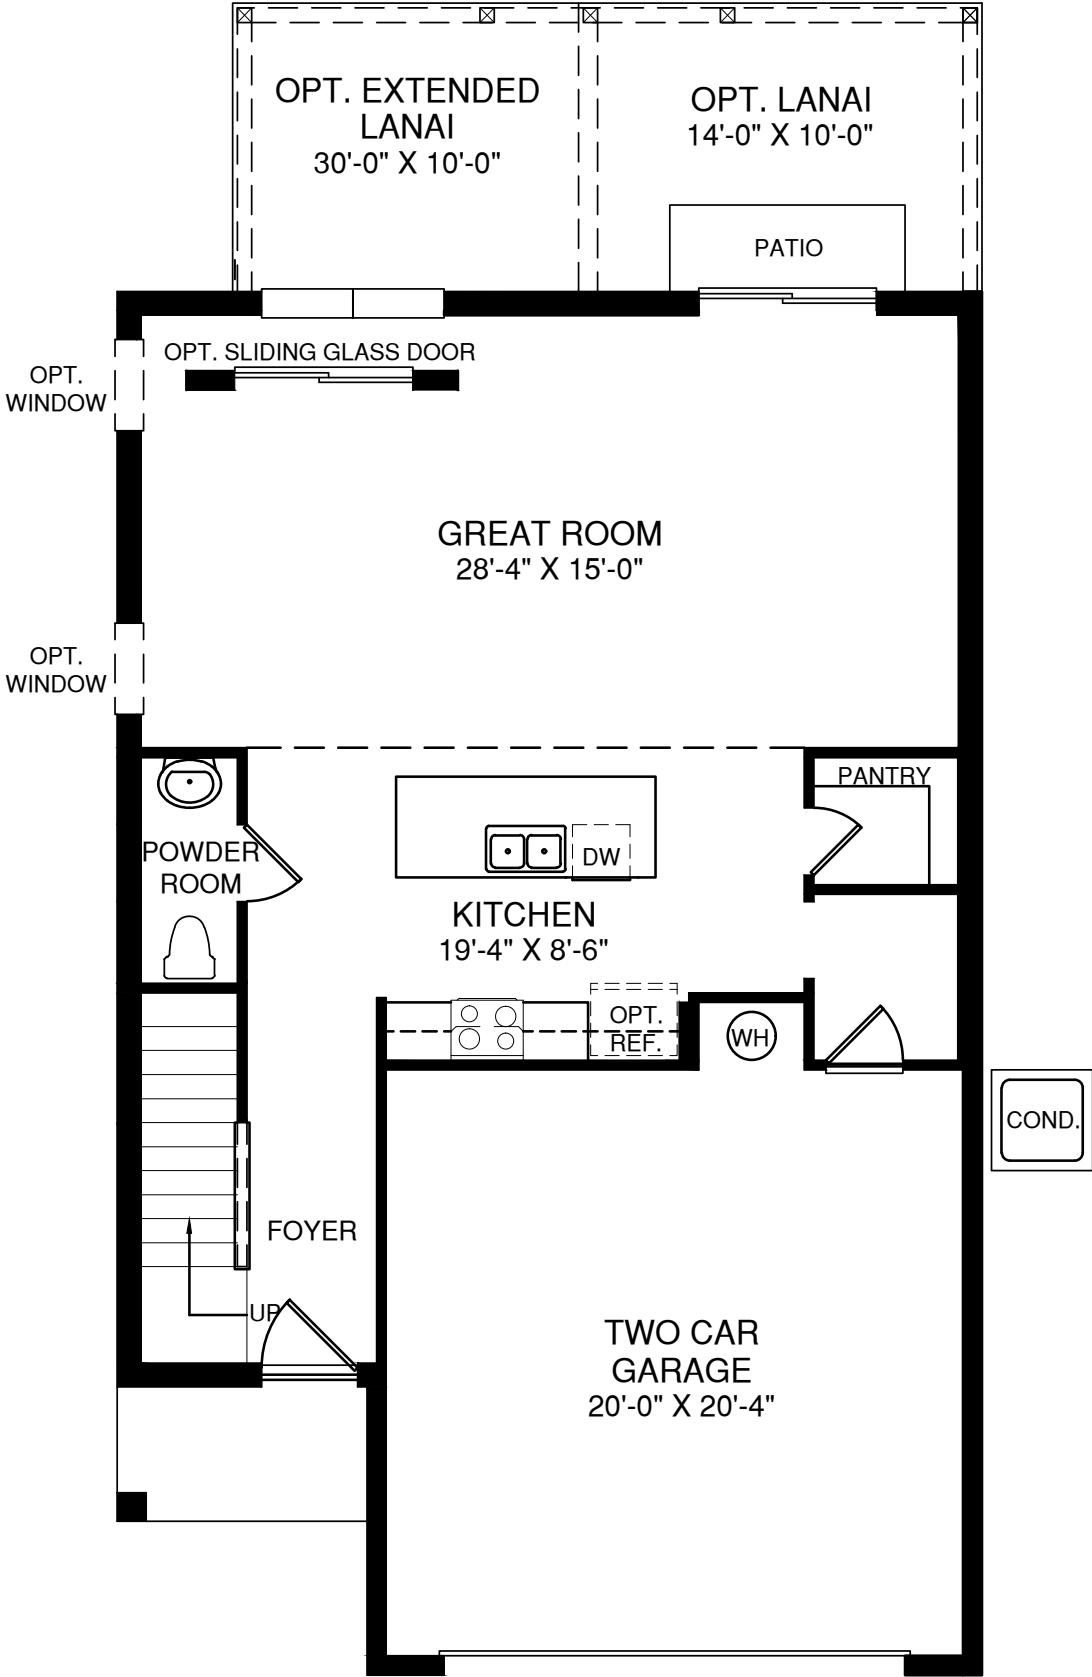 OPT. EXTENDED
LANAI
30'-0" X 10'-0"
OPT. LANAI
14'-0" X 10'-0"
PATIO
OPT. SLIDING GLASS DOOR
OPT.
WINDOW
GREAT ROOM
28'-4" X 15'-0"
OPT.
WINDOW
PANTRY
POWDER
ROOM
DW
KITCHEN
19'-4" X 8'-6"
OPT.
REF.
WH
COND.
FOYER
UP
TWO CAR
GARAGE
20'-0" X 20'-4"